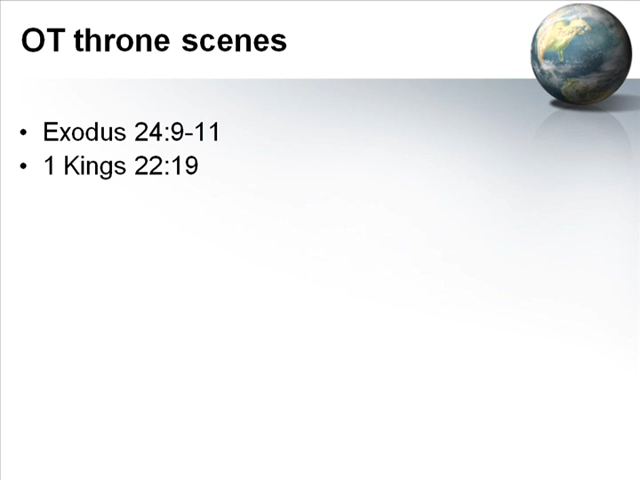 OT throne scenes
• Exodus 24:9-11
• 1 Kings 22:19